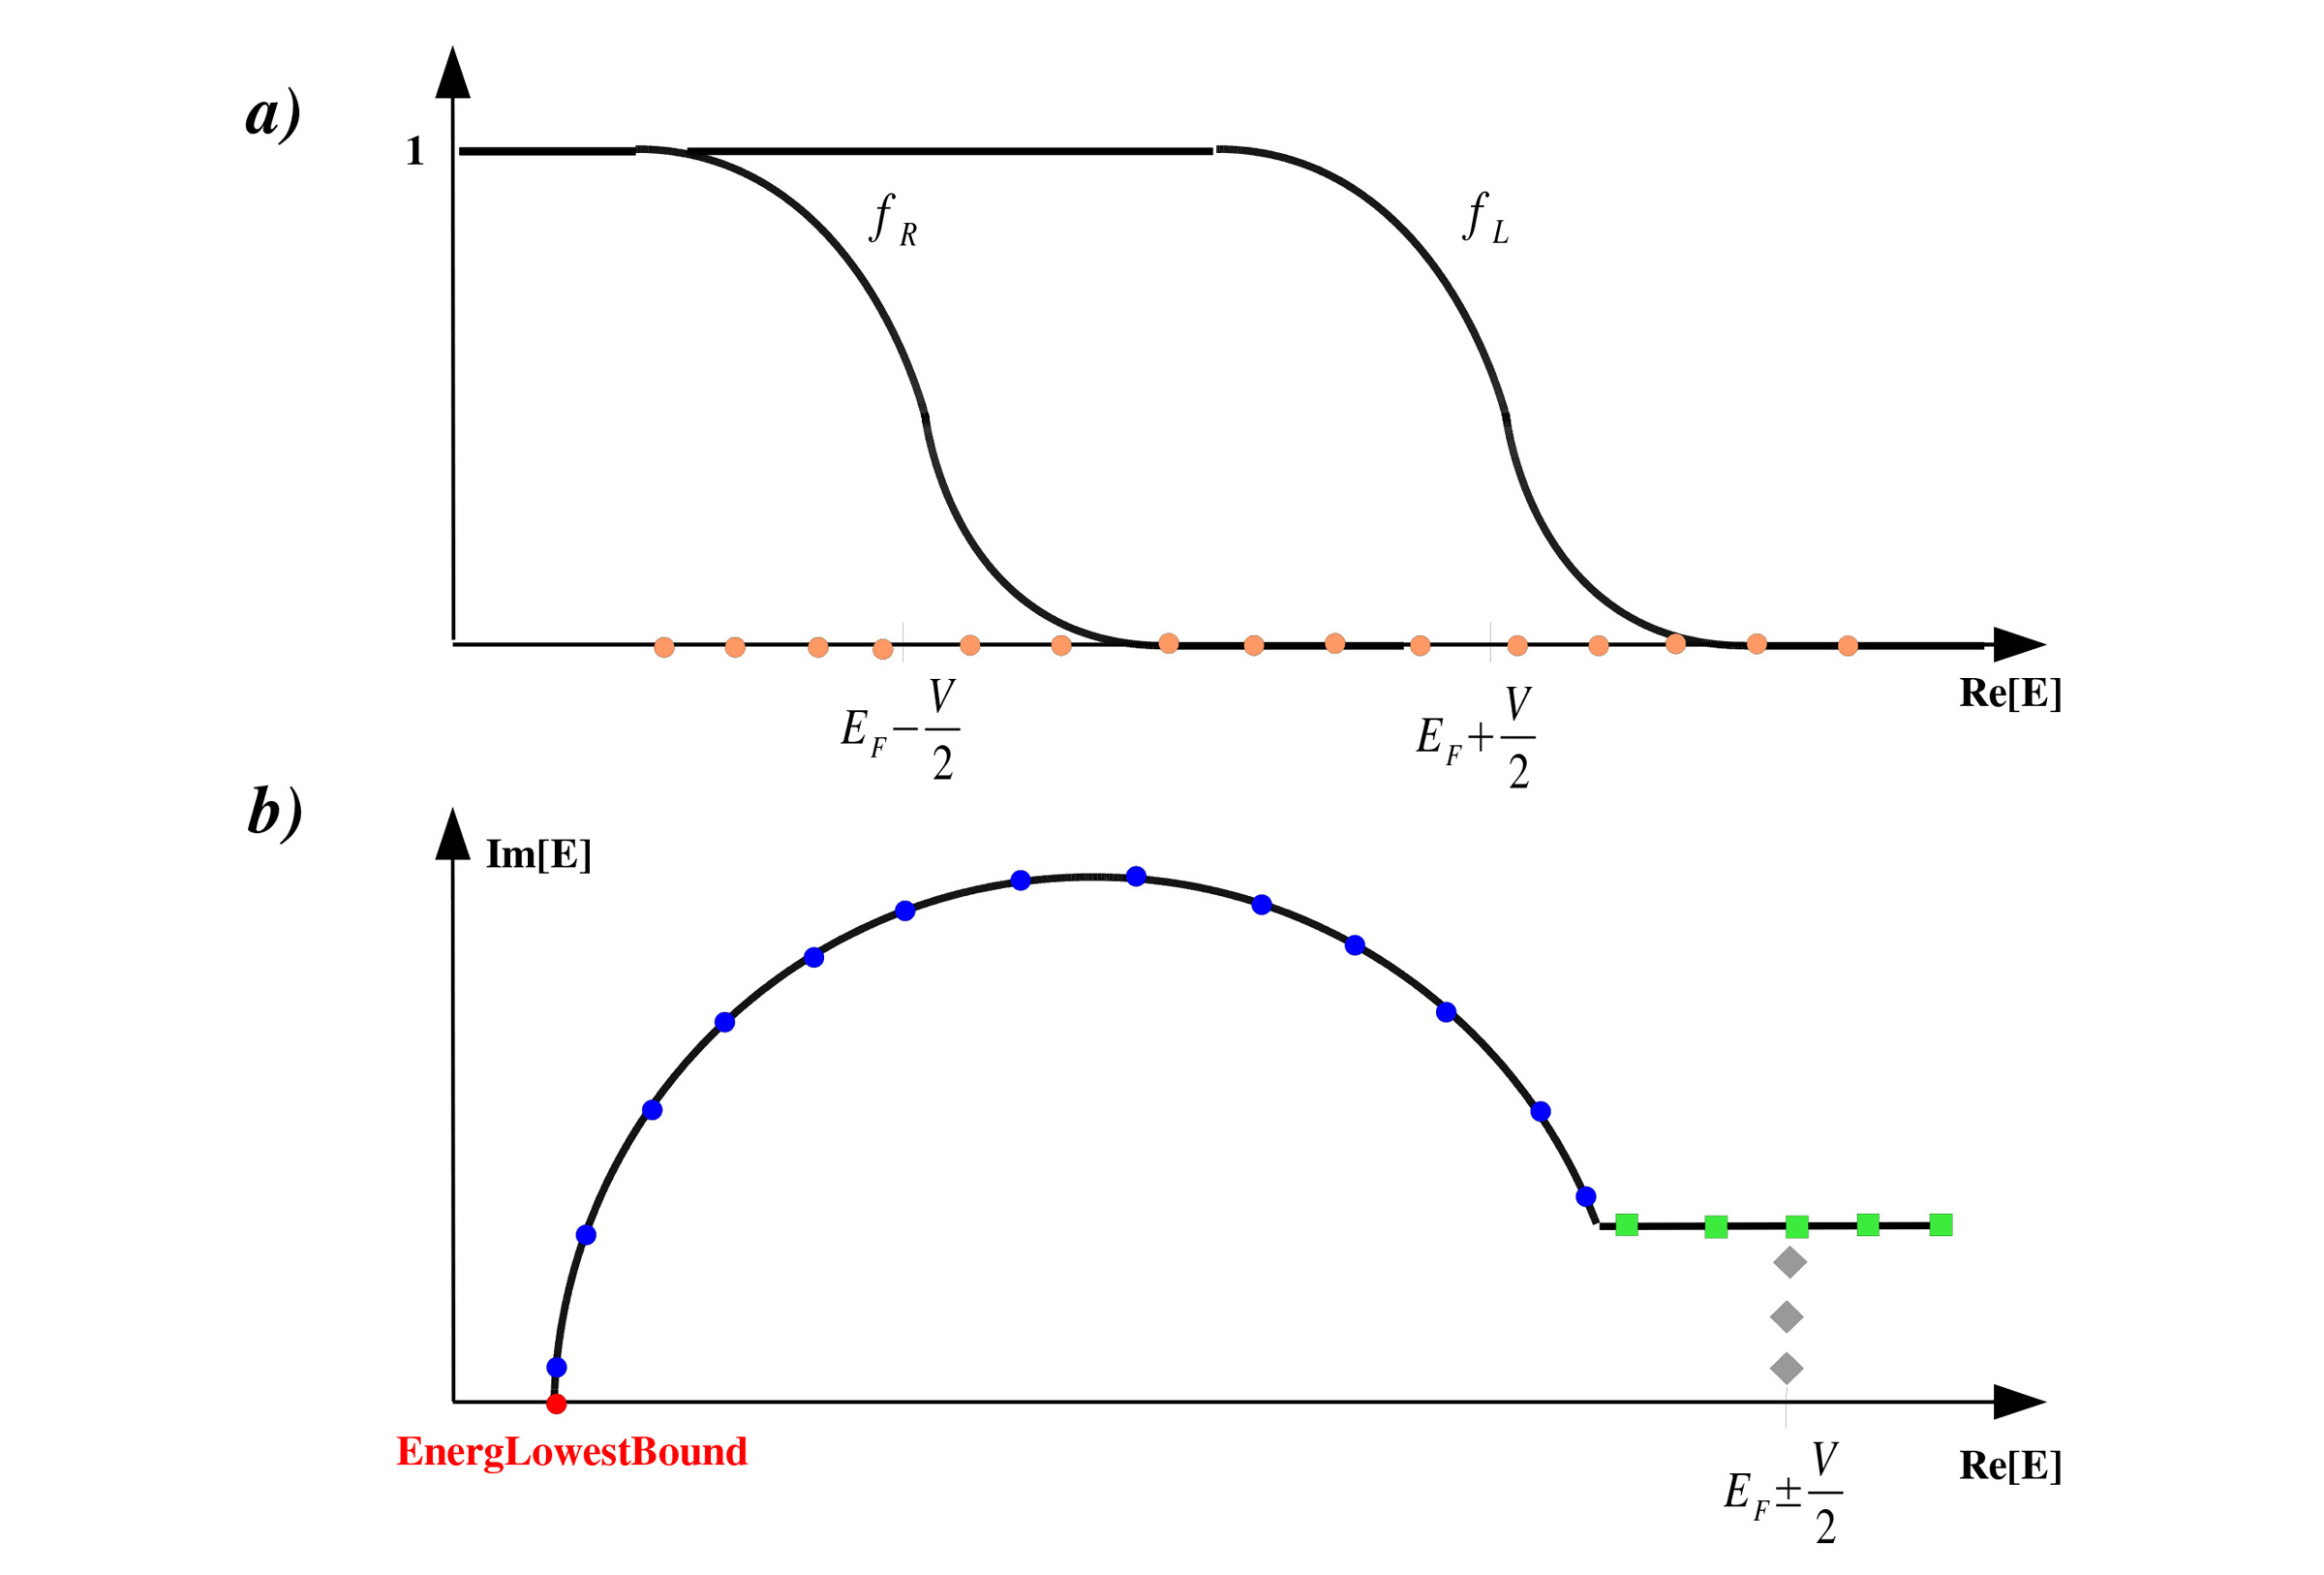 a)
1
f_R
f_L
Re[E]
E_F − V/2
E_F + V/2
b)
Im[E]
EnergLowestBound
Re[E]
E_F ± V/2